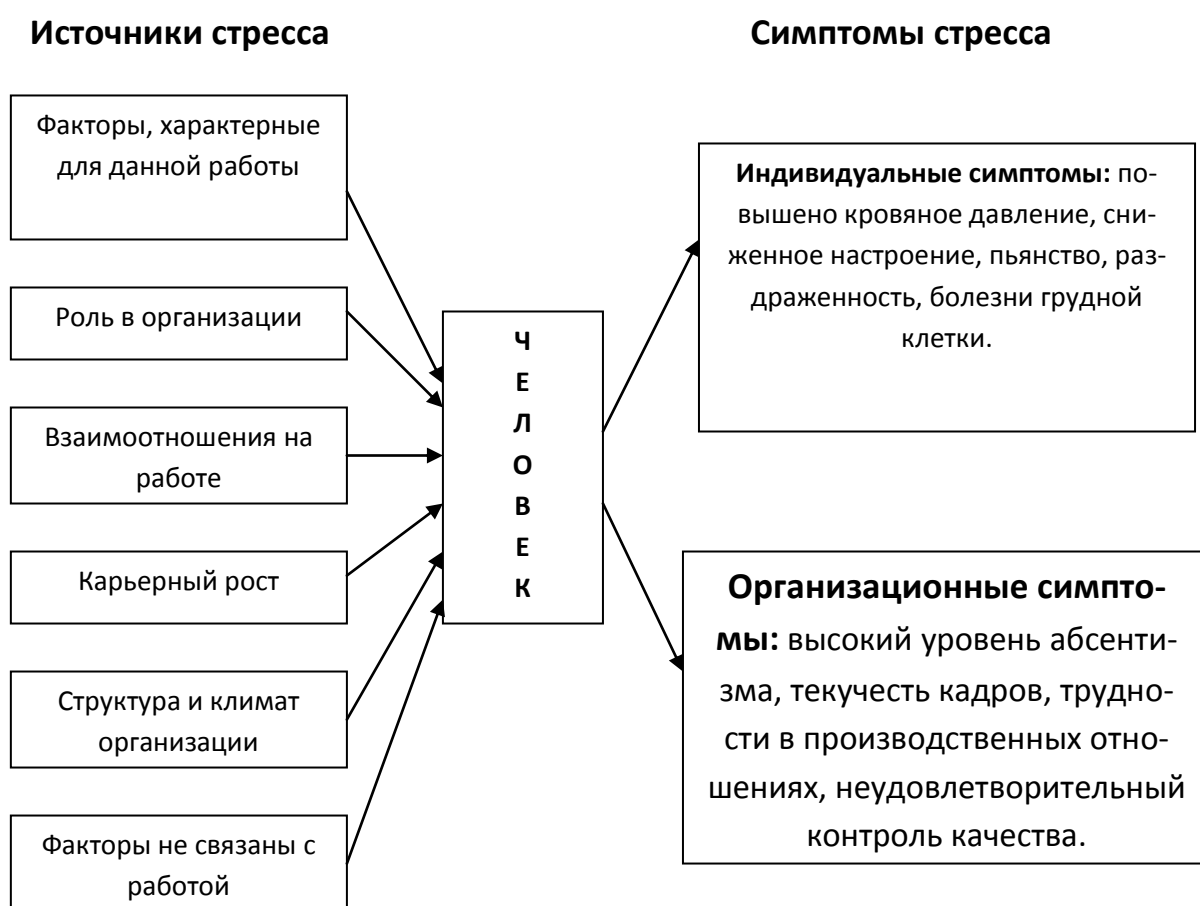 Источники стресса
Симптомы стресса
Факторы, характерные
для данной работы
Роль в организации
Взаимоотношения на
работе
Карьерный рост
Структура и климат
организации
Факторы не связаны с
работой
Ч
Е
Л
О
В
Е
К
Индивидуальные симптомы: по-
вышено кровяное давление, сни-
женное настроение, пьянство, раз-
драженность, болезни грудной
клетки.
Организационные симпто-
мы: высокий уровень абсенти-
зма, текучесть кадров, трудно-
сти в производственных отно-
шениях, неудовлетворительный
контроль качества.